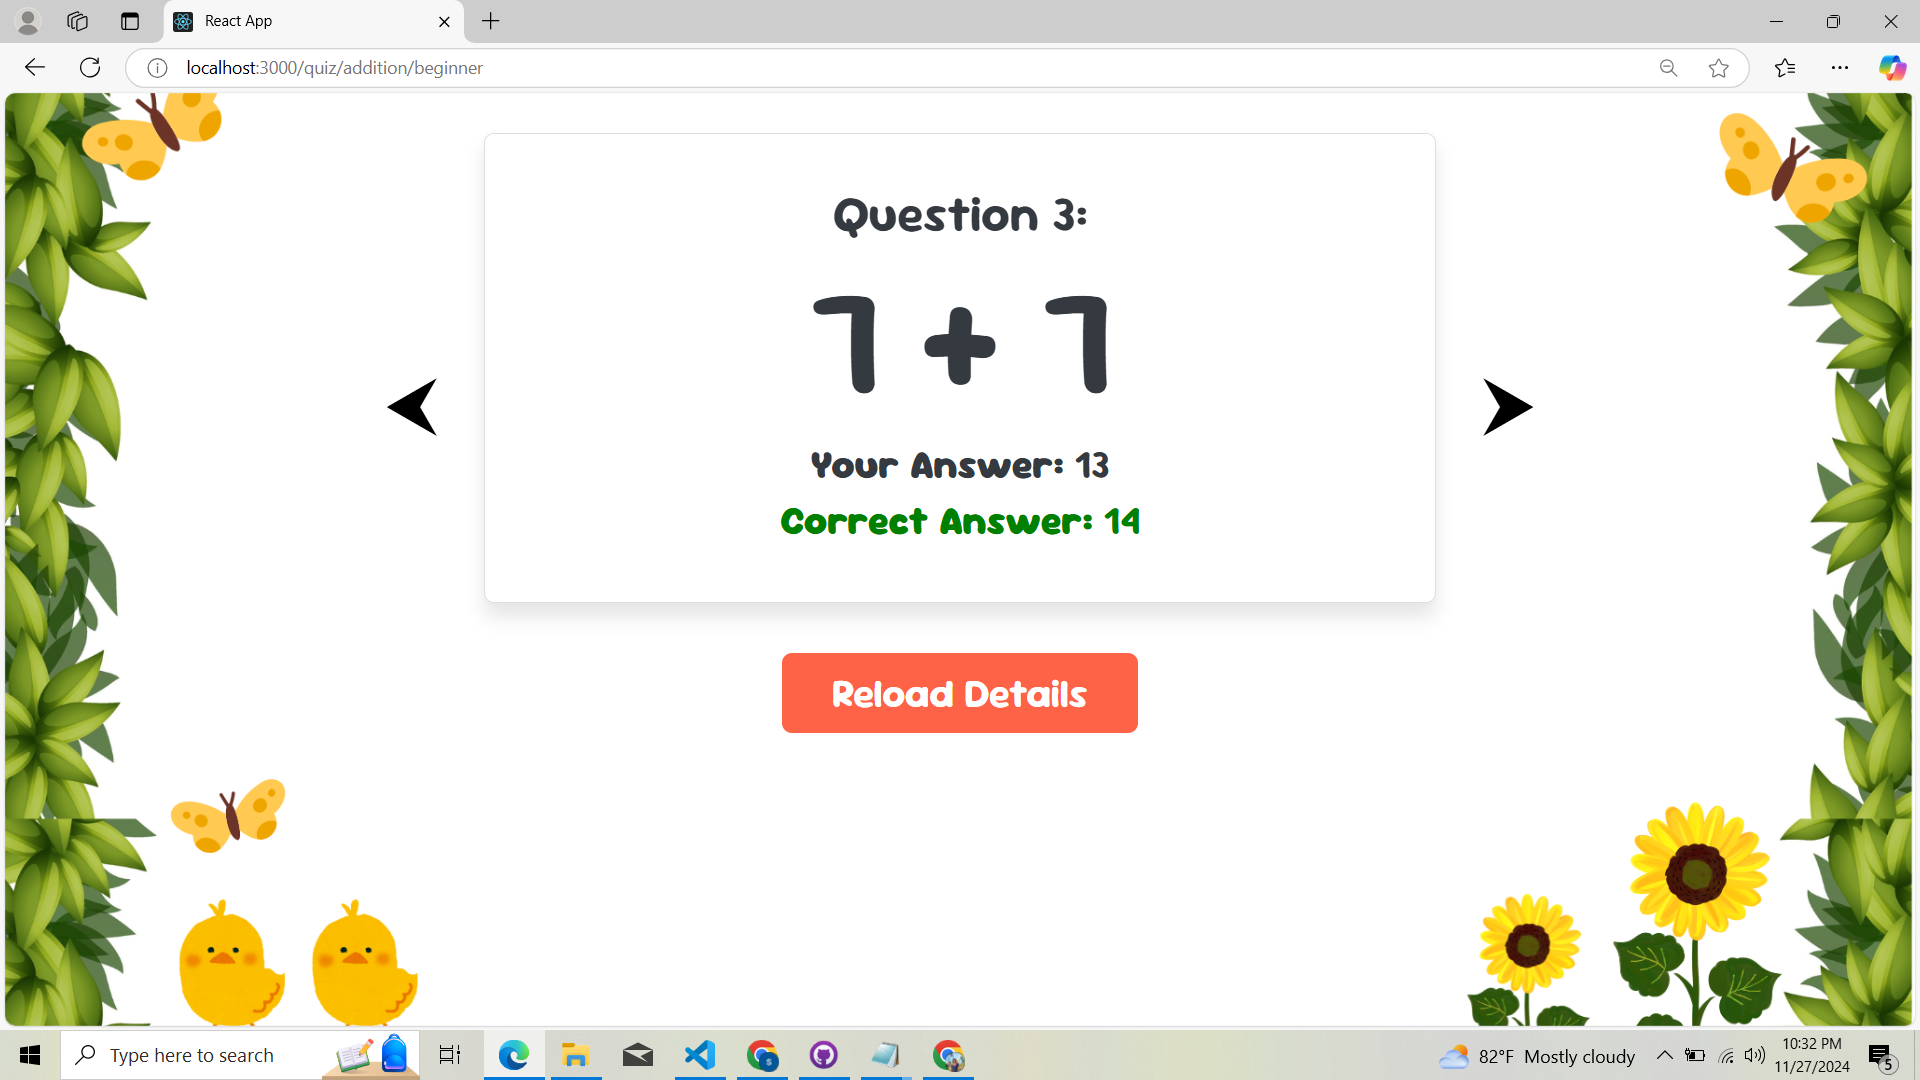 React App
localhost:3000/quiz/addition/beginner
Question 3:
7 + 7
Your Answer: 13
Correct Answer: 14
Reload Details
Type here to search
82°F Mostly cloudy
10:32 PM
11/27/2024
5